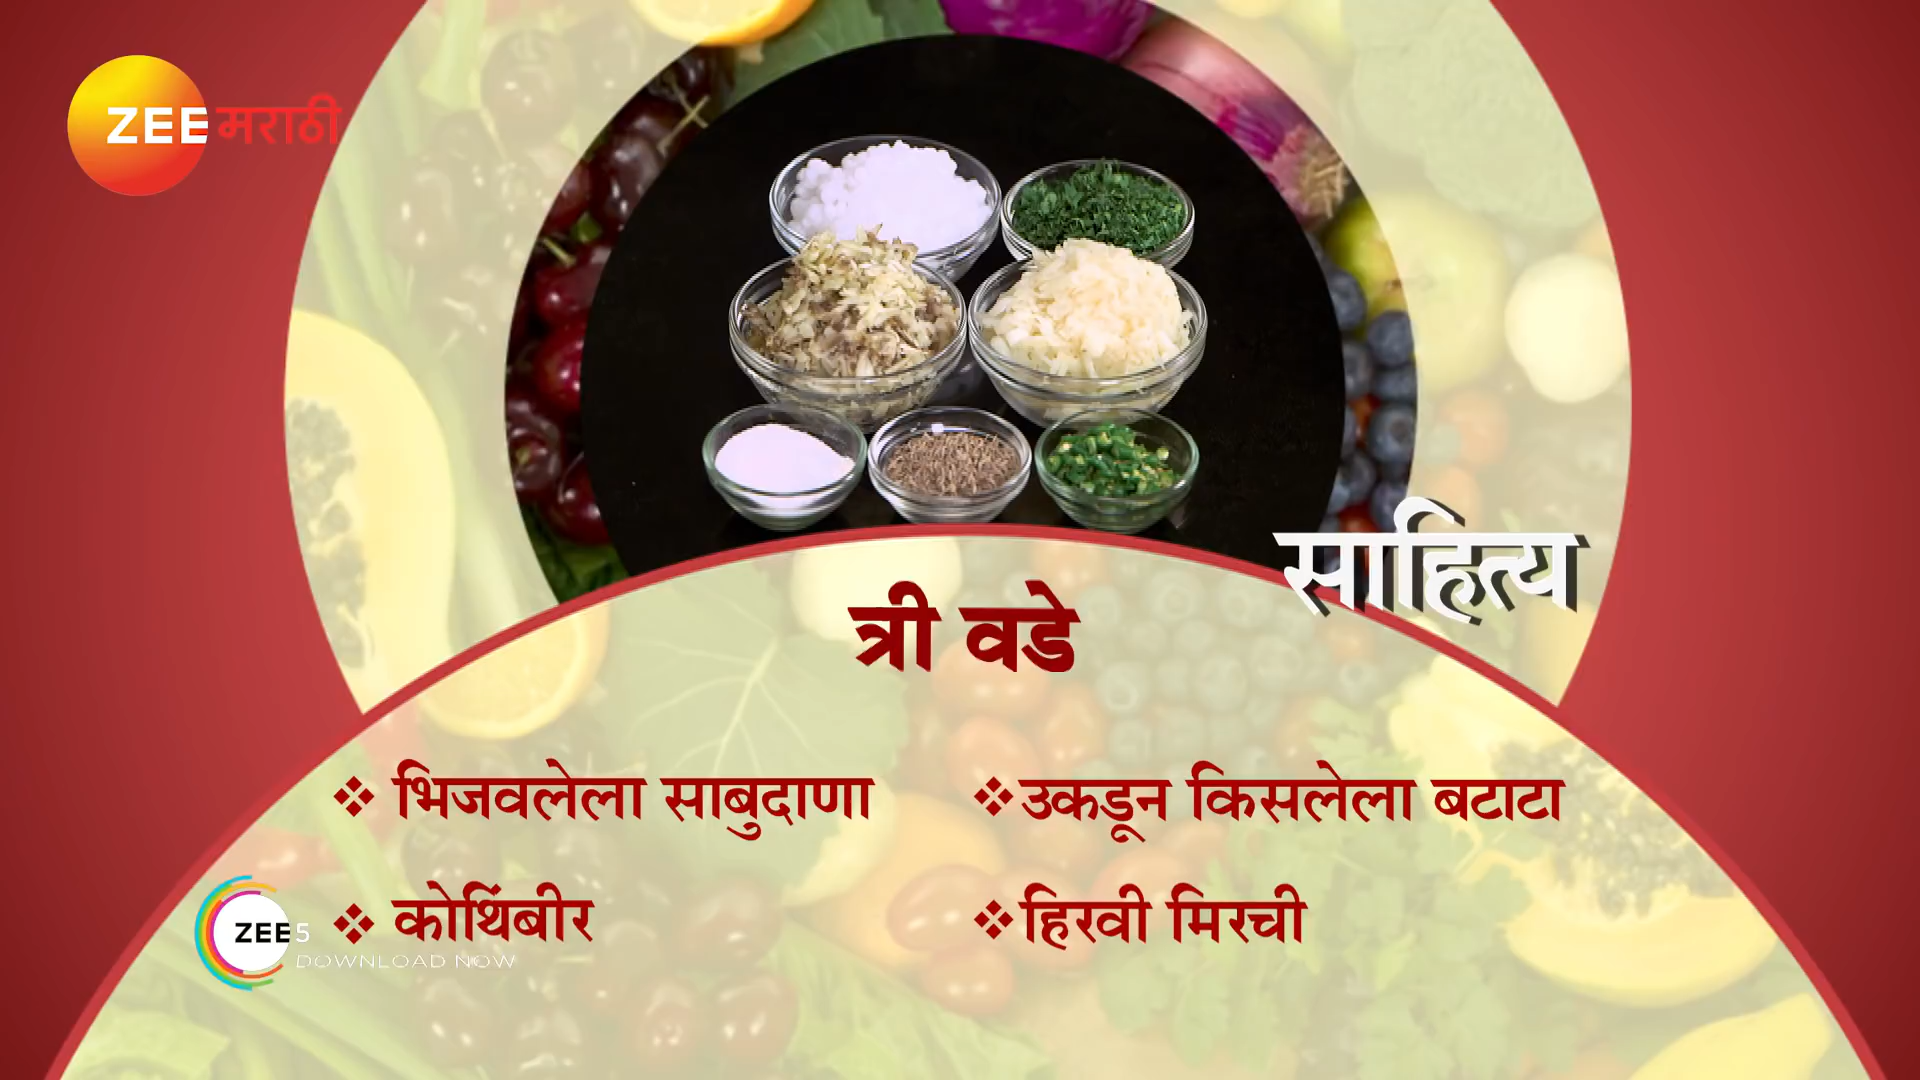 ZEE मराठी
साहित्य
त्री वडे
❖ भिजवलेला साबुदाणा
❖ उकडून किसलेला बटाटा
❖ कोथिंबीर
❖ हिरवी मिरची
ZEE5
DOWNLOAD NOW